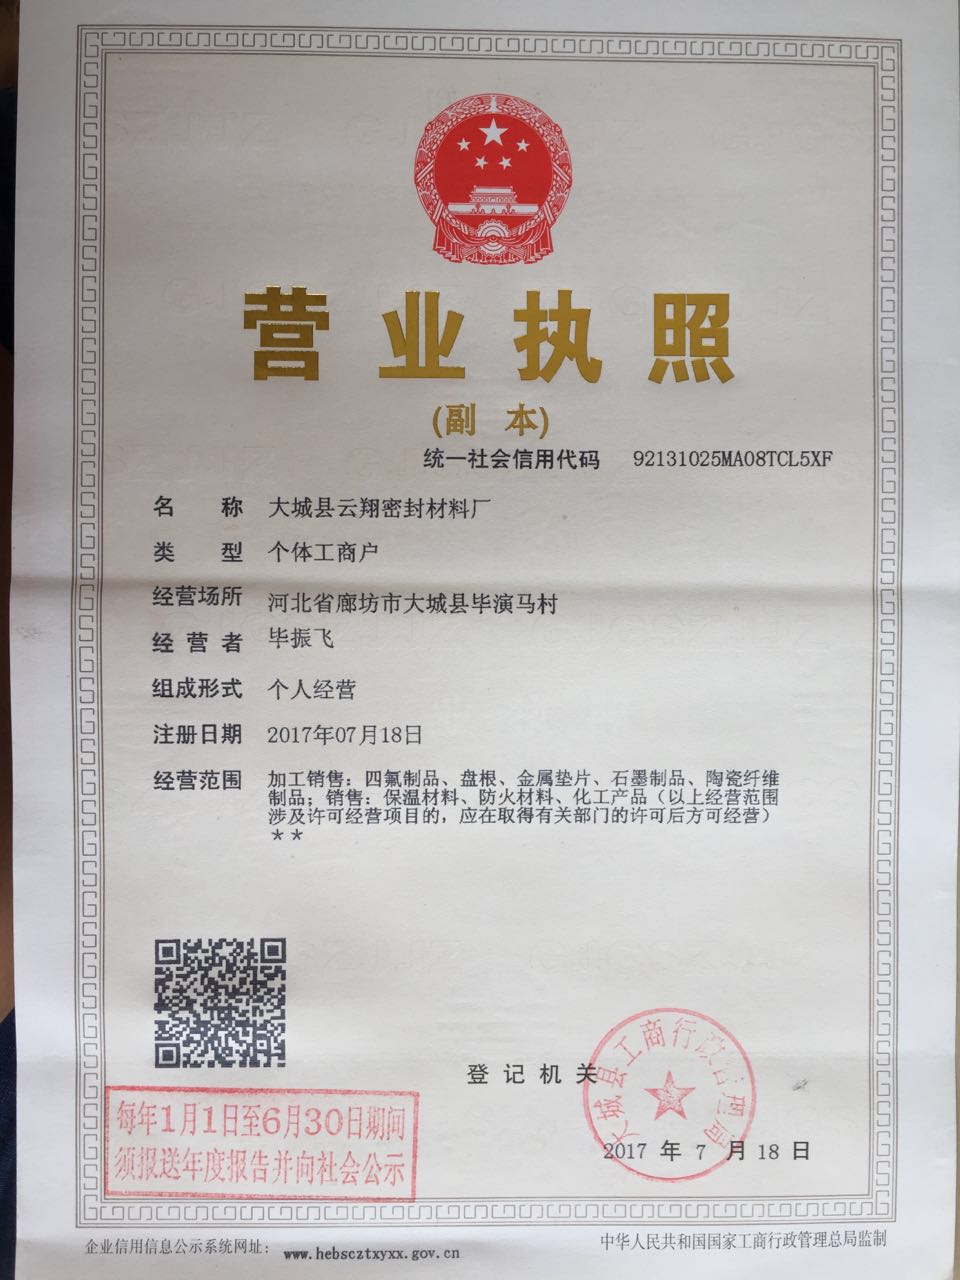 营业执照
(副 本)
统一社会信用代码 92131025MA08TCL5XF
名 称 大城县云翔密封材料厂
类 型 个体工商户
经营场所 河北省廊坊市大城县毕演马村
经营者 毕振飞
组成形式 个人经营
注册日期 2017年07月18日
经营范围 加工销售：四氟制品、盘根、金属垫片、石墨制品、陶瓷纤维
制品；销售：保温材料、防火材料、化工产品（以上经营范围
涉及许可经营项目的，应在取得有关部门的许可后方可经营）
＊＊
登记机关
大城县工商行政管理局
2017 年 7 月 18 日
每年1月1日至6月30日期间
须报送年度报告并向社会公示
企业信用信息公示系统网址： www.hebscztxyxx.gov.cn
中华人民共和国国家工商行政管理总局监制